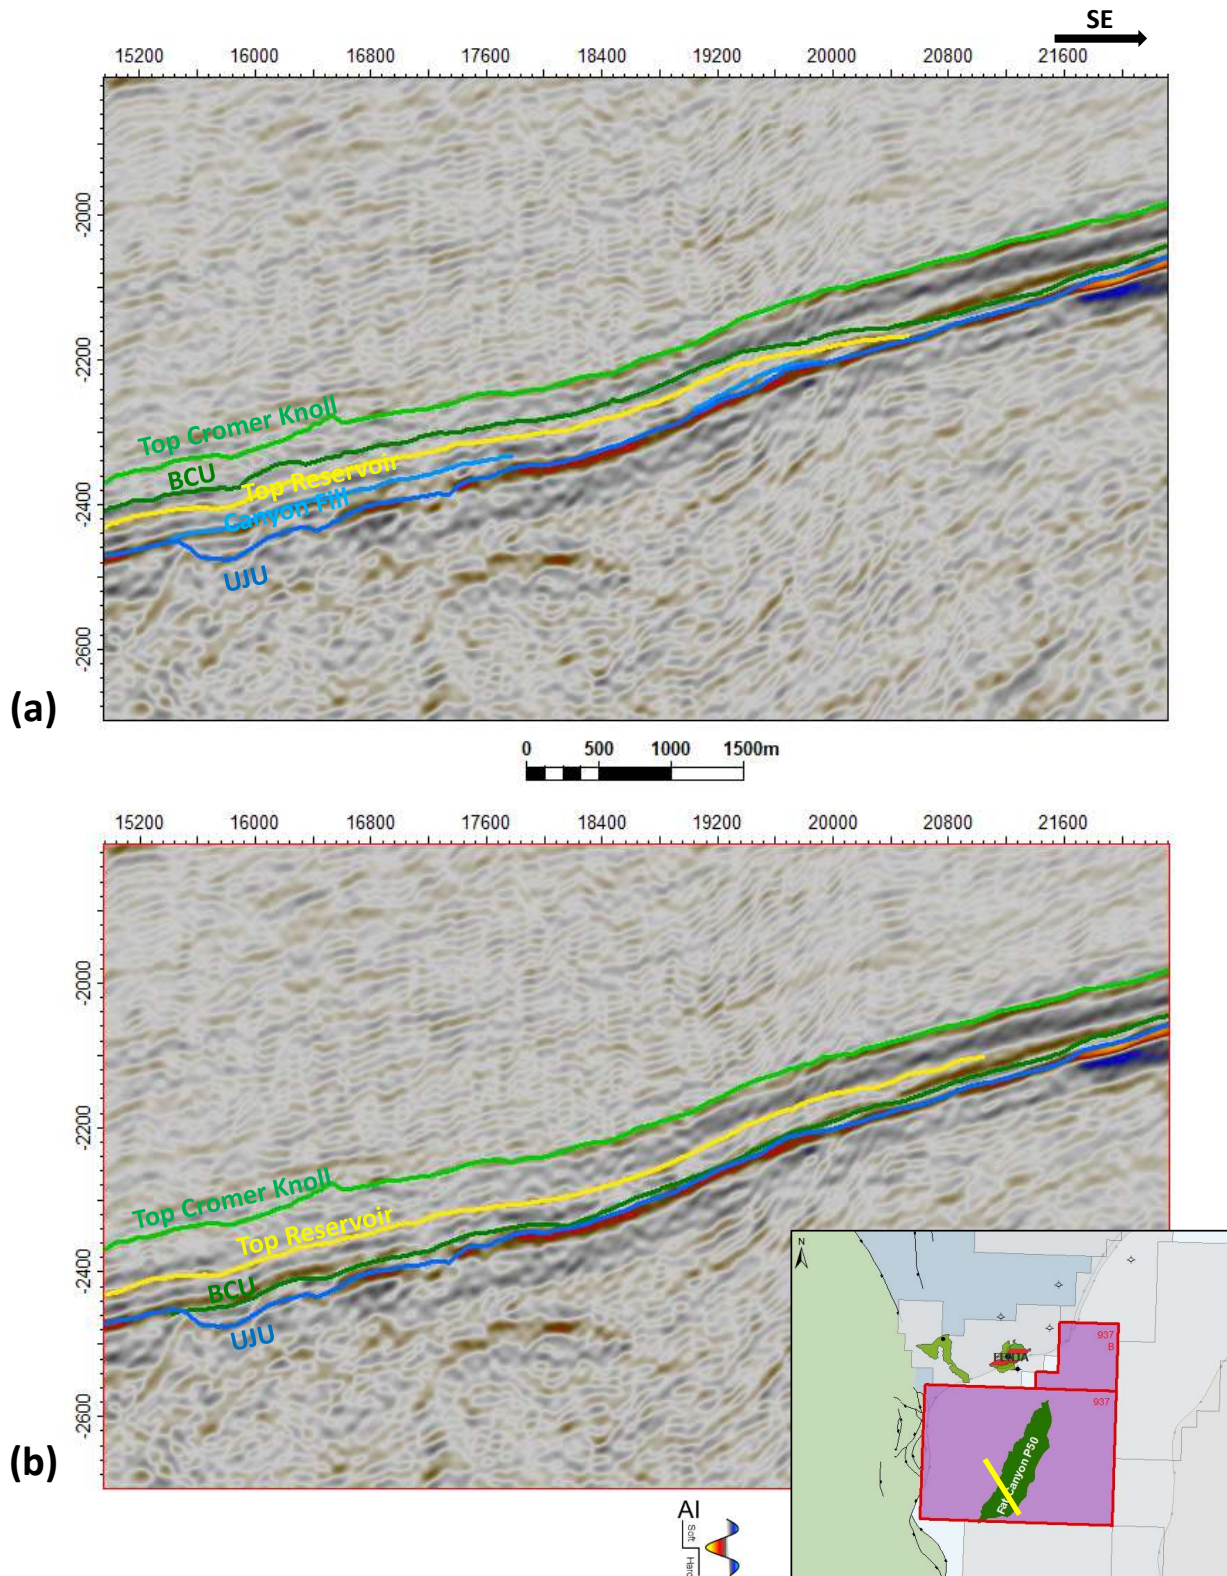 SE
15200 16000 16800 17600 18400 19200 20000 20800 21600
-2000
-2200
-2400
-2600
Top Cromer Knoll
BCU
Top Reservoir
Canyon Fill
UJU
(a)
0 500 1000 1500m
15200 16000 16800 17600 18400 19200 20000 20800 21600
-2000
-2200
-2400
-2600
Top Cromer Knoll
Top Reservoir
BCU
UJU
(b)
N
937
B
937
Fat Canyon P50
AI
Soft
Hard